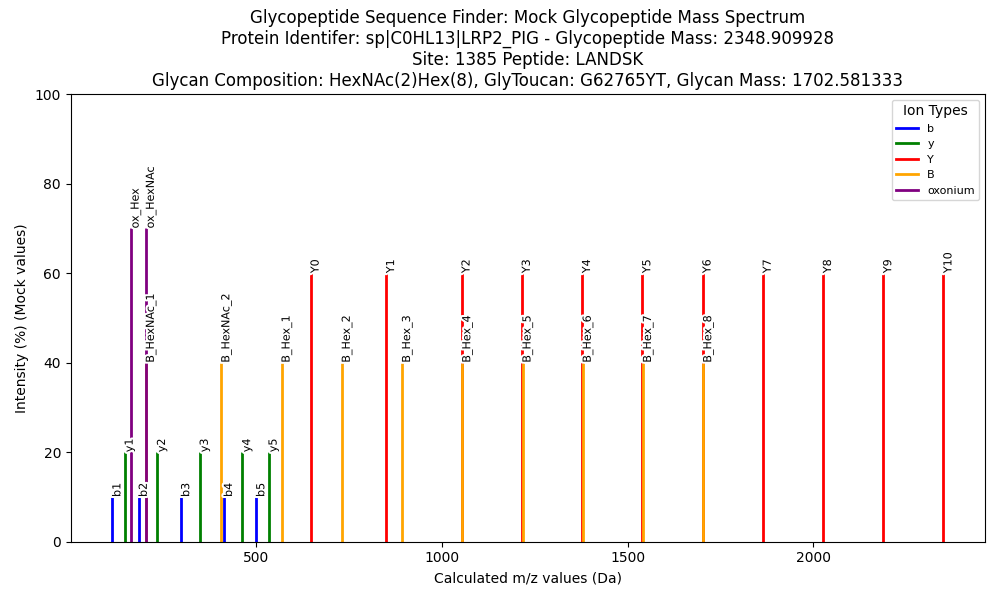 Glycopeptide Sequence Finder: Mock Glycopeptide Mass Spectrum
Protein Identifer: sp|C0HL13|LRP2_PIG - Glycopeptide Mass: 2348.909928
Site: 1385 Peptide: LANDSK
Glycan Composition: HexNAc(2)Hex(8), GlyToucan: G62765YT, Glycan Mass: 1702.581333
Ion Types
b
y
Y
B
oxonium
100
80
60
40
20
0
Intensity (%) (Mock values)
ox_Hex
ox_HexNAc
Y0
Y1
Y2
Y3
Y4
Y5
Y6
Y7
Y8
Y9
Y10
B_HexNAc_1
B_HexNAc_2
B_Hex_1
B_Hex_2
B_Hex_3
B_Hex_4
B_Hex_5
B_Hex_6
B_Hex_7
B_Hex_8
y1
y2
y3
y4
y5
b1
b2
b3
b4
b5
500
1000
1500
2000
Calculated m/z values (Da)